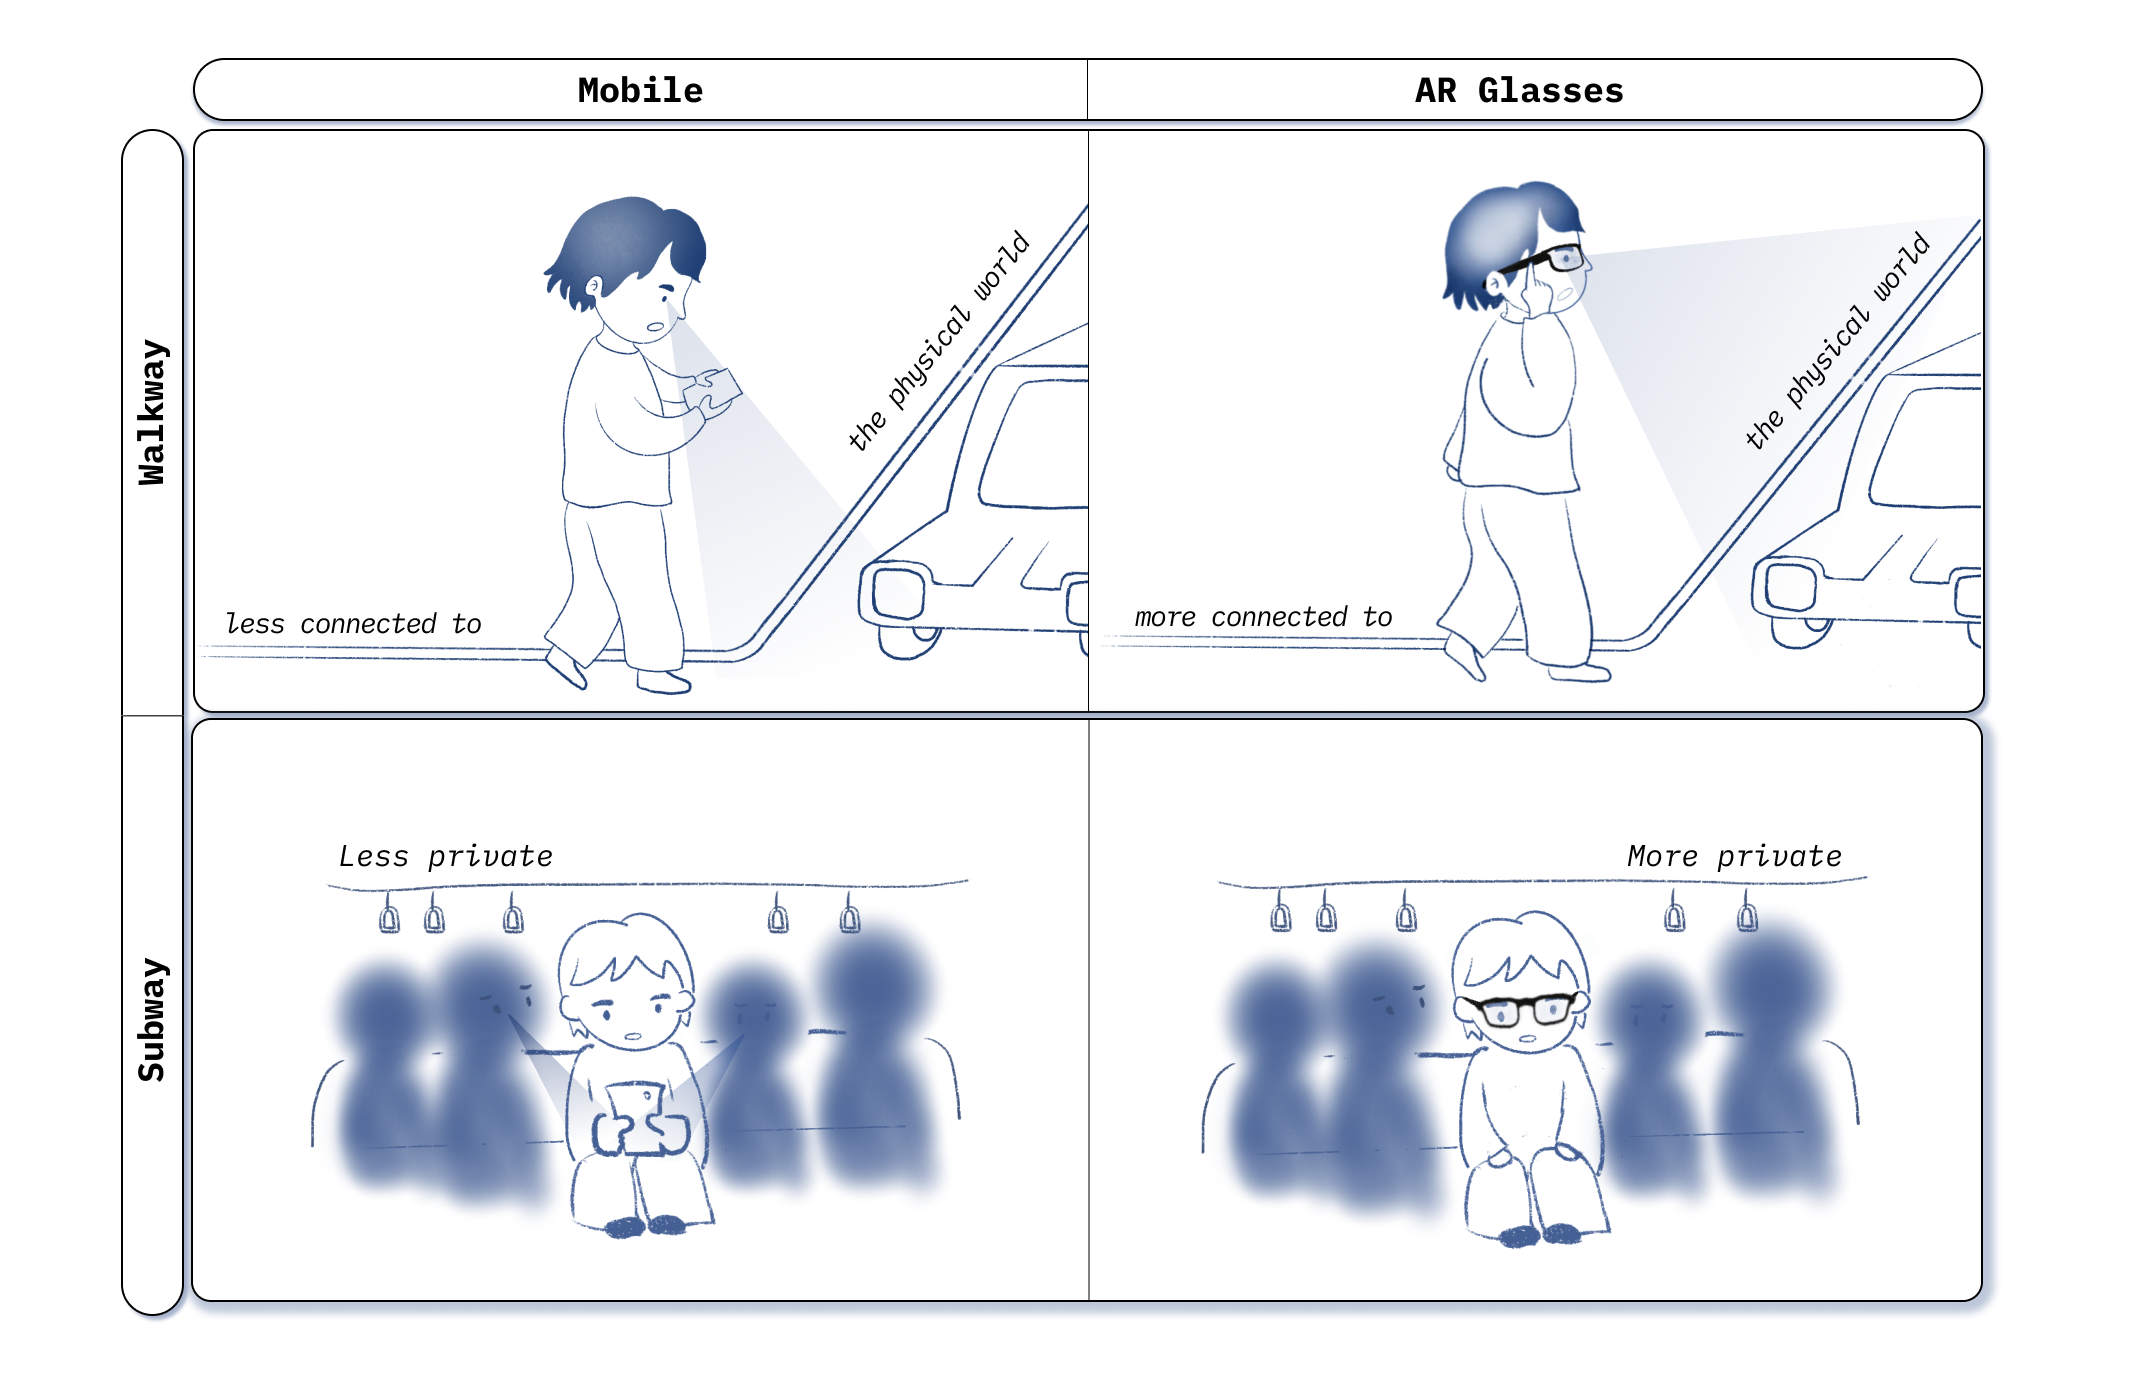 Mobile
AR Glasses
Walkway
less connected to
the physical world
more connected to
the physical world
Subway
Less private
More private